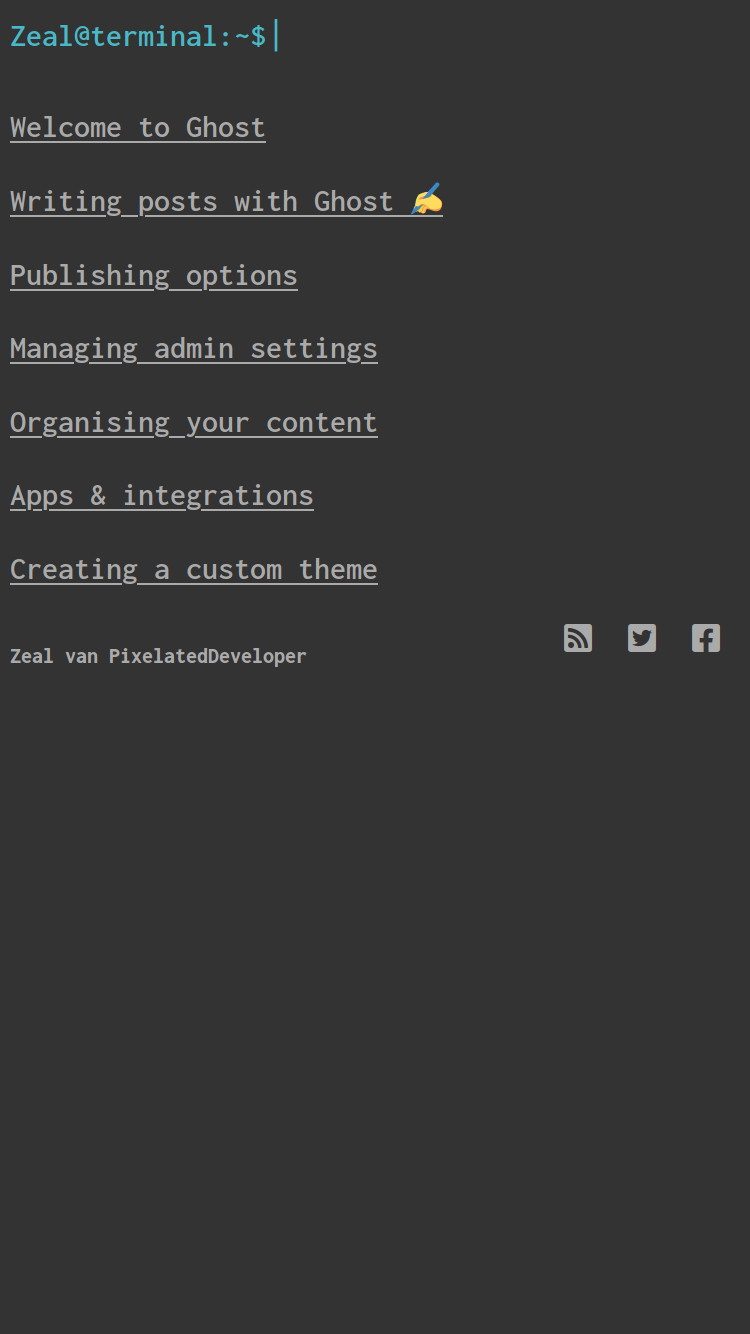 Zeal@terminal:~$
Welcome to Ghost
Writing posts with Ghost ✍️
Publishing options
Managing admin settings
Organising your content
Apps & integrations
Creating a custom theme
Zeal van PixelatedDeveloper